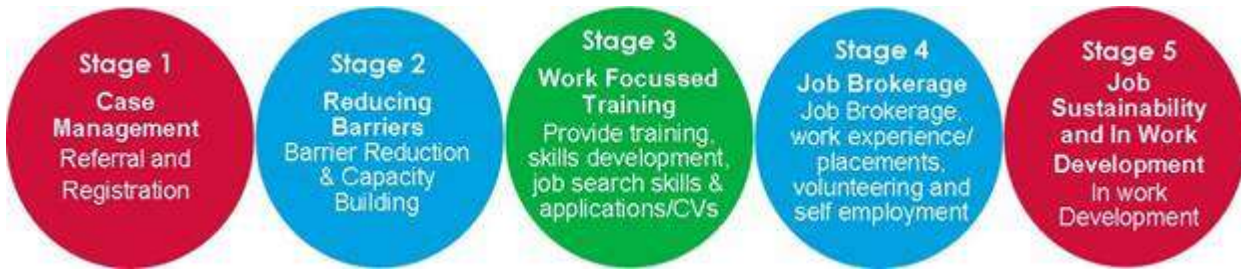 Stage 1
Case
Management
Referral and
Registration
Stage 2
Reducing
Barriers
Barrier Reduction
& Capacity
Building
Stage 3
Work Focussed
Training
Provide training,
skills development,
job search skills &
applications/CVs
Stage 4
Job Brokerage
Job Brokerage,
work experience/
placements,
volunteering and
self employment
Stage 5
Job
Sustainability
and In Work
Development
In work
Development